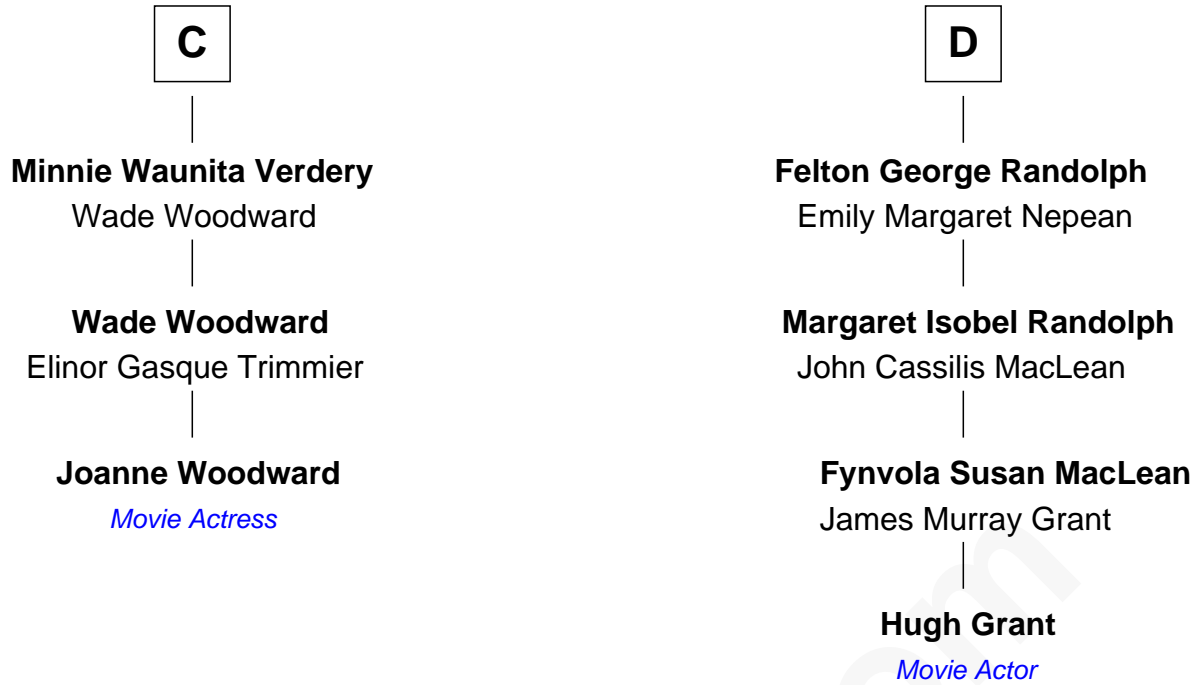 C
Minnie Waunita Verdery
Wade Woodward
Wade Woodward
Elinor Gasque Trimmier
Joanne Woodward
Movie Actress
D
Felton George Randolph
Emily Margaret Nepean
Margaret Isobel Randolph
John Cassilis MacLean
Fynvola Susan MacLean
James Murray Grant
Hugh Grant
Movie Actor